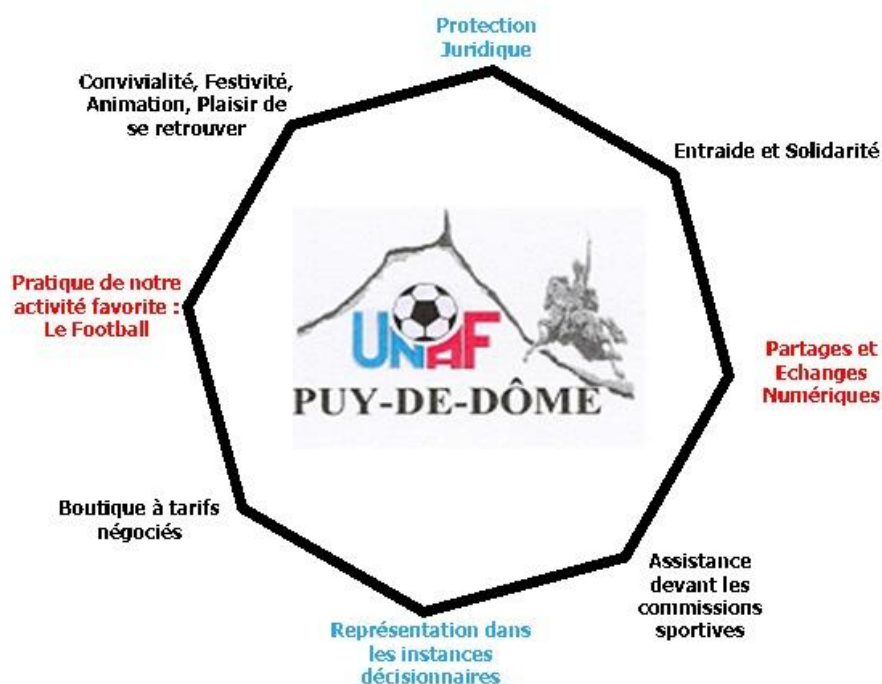 Protection
Juridique
Convivialité, Festivité,
Animation, Plaisir de
se retrouver
Entraide et Solidarité
Pratique de notre
activité favorite :
Le Football
UNAF
PUY-DE-DÔME
Partages et
Echanges
Numériques
Boutique à tarifs
négociés
Assistance
devant les
commissions
sportives
Représentation dans
les instances
décisionnaires